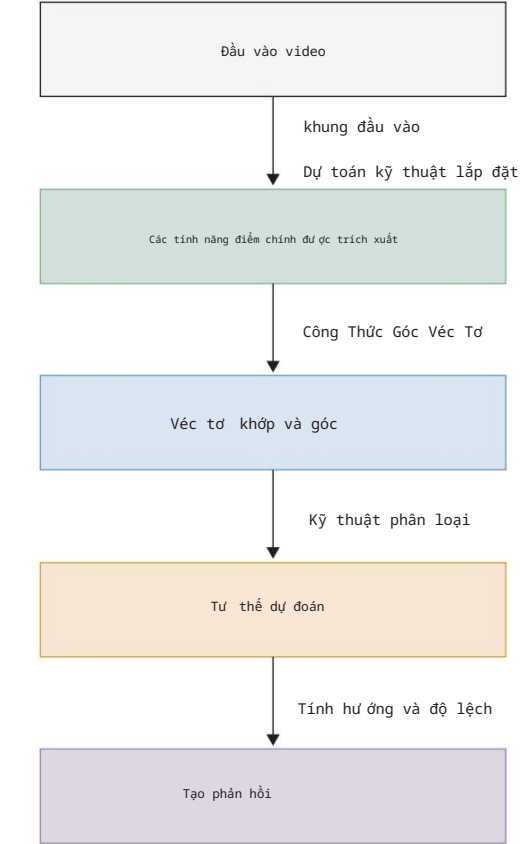 Đầu vào video
khung đầu vào
Dự toán kỹ thuật lắp đặt
Các tính năng điểm chính được trích xuất
Công Thức Góc Véc Tơ
Véc tơ khớp và góc
Kỹ thuật phân loại
Tư thế dự đoán
Tính hướng và độ lệch
Tạo phản hồi